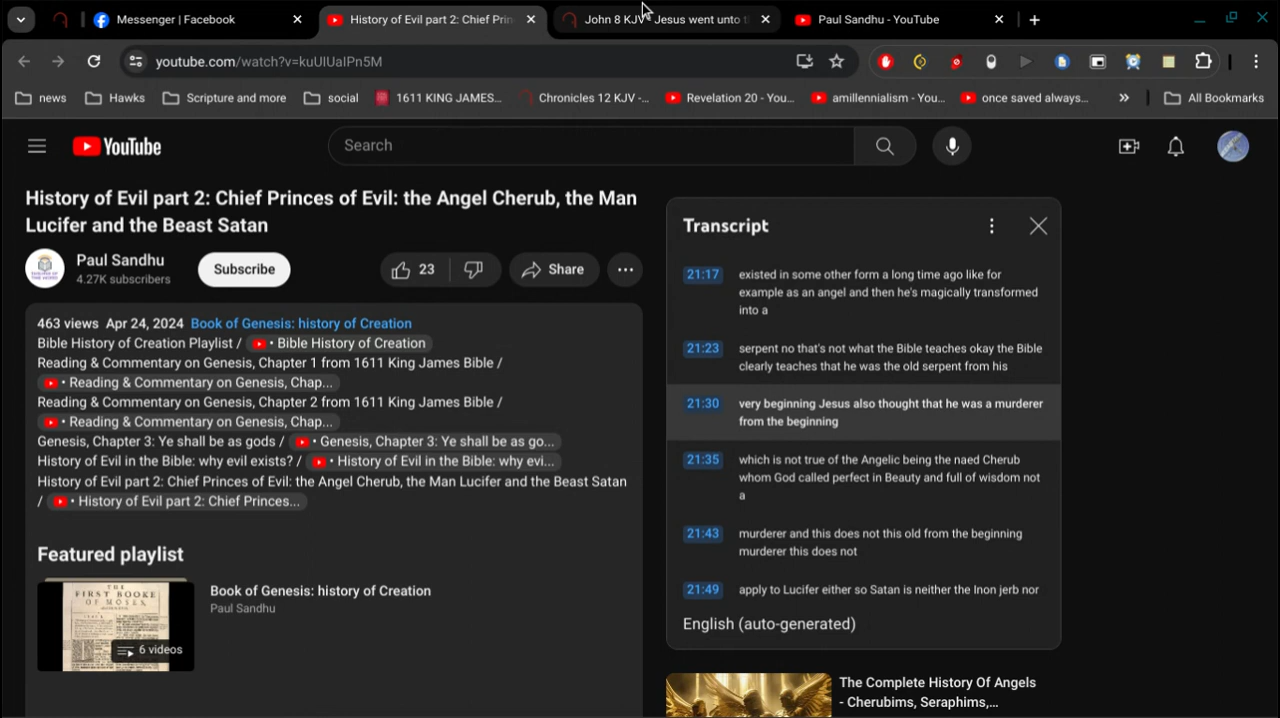 Messenger | Facebook
History of Evil part 2: Chief Prin
John 8 KJV - Jesus went unto t
Paul Sandhu - YouTube
youtube.com/watch?v=kuUlUalPn5M
news
Hawks
Scripture and more
social
1611 KING JAMES...
Chronicles 12 KJV -...
Revelation 20 - You...
amillennialism - You...
once saved always...
»
All Bookmarks
YouTube
Search
History of Evil part 2: Chief Princes of Evil: the Angel Cherub, the Man
Lucifer and the Beast Satan
Paul Sandhu
4.27K subscribers
Subscribe
23
Share
463 views Apr 24, 2024 Book of Genesis: history of Creation
Bible History of Creation Playlist / • Bible History of Creation
Reading & Commentary on Genesis, Chapter 1 from 1611 King James Bible /
• Reading & Commentary on Genesis, Chap...
Reading & Commentary on Genesis, Chapter 2 from 1611 King James Bible /
• Reading & Commentary on Genesis, Chap...
Genesis, Chapter 3: Ye shall be as gods / • Genesis, Chapter 3: Ye shall be as go...
History of Evil in the Bible: why evil exists? / • History of Evil in the Bible: why evi...
History of Evil part 2: Chief Princes of Evil: the Angel Cherub, the Man Lucifer and the Beast Satan
/ • History of Evil part 2: Chief Princes...
Featured playlist
THE
FIRST BOOKE
OF MOSES,
6 videos
Book of Genesis: history of Creation
Paul Sandhu
Transcript
21:17
existed in some other form a long time ago like for
example as an angel and then he's magically transformed
into a
21:23
serpent no that's not what the Bible teaches okay the Bible
clearly teaches that he was the old serpent from his
21:30
very beginning Jesus also thought that he was a murderer
from the beginning
21:35
which is not true of the Angelic being the naed Cherub
whom God called perfect in Beauty and full of wisdom not
a
21:43
murderer and this does not this old from the beginning
murderer this does not
21:49
apply to Lucifer either so Satan is neither the Inon jerb nor
English (auto-generated)
The Complete History Of Angels
- Cherubims, Seraphims,...